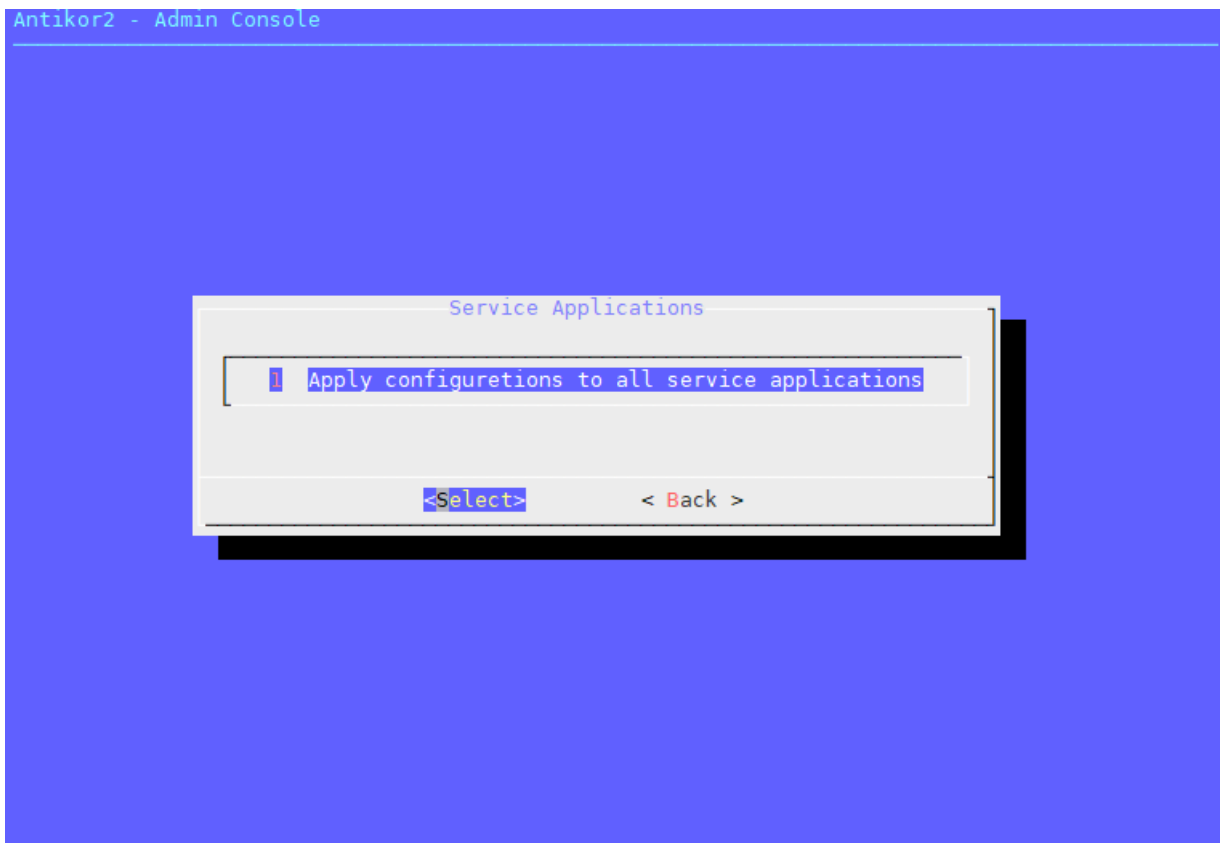 Antikor2 - Admin Console
Service Applications
1 Apply configuretions to all service applications
<Select> < Back >